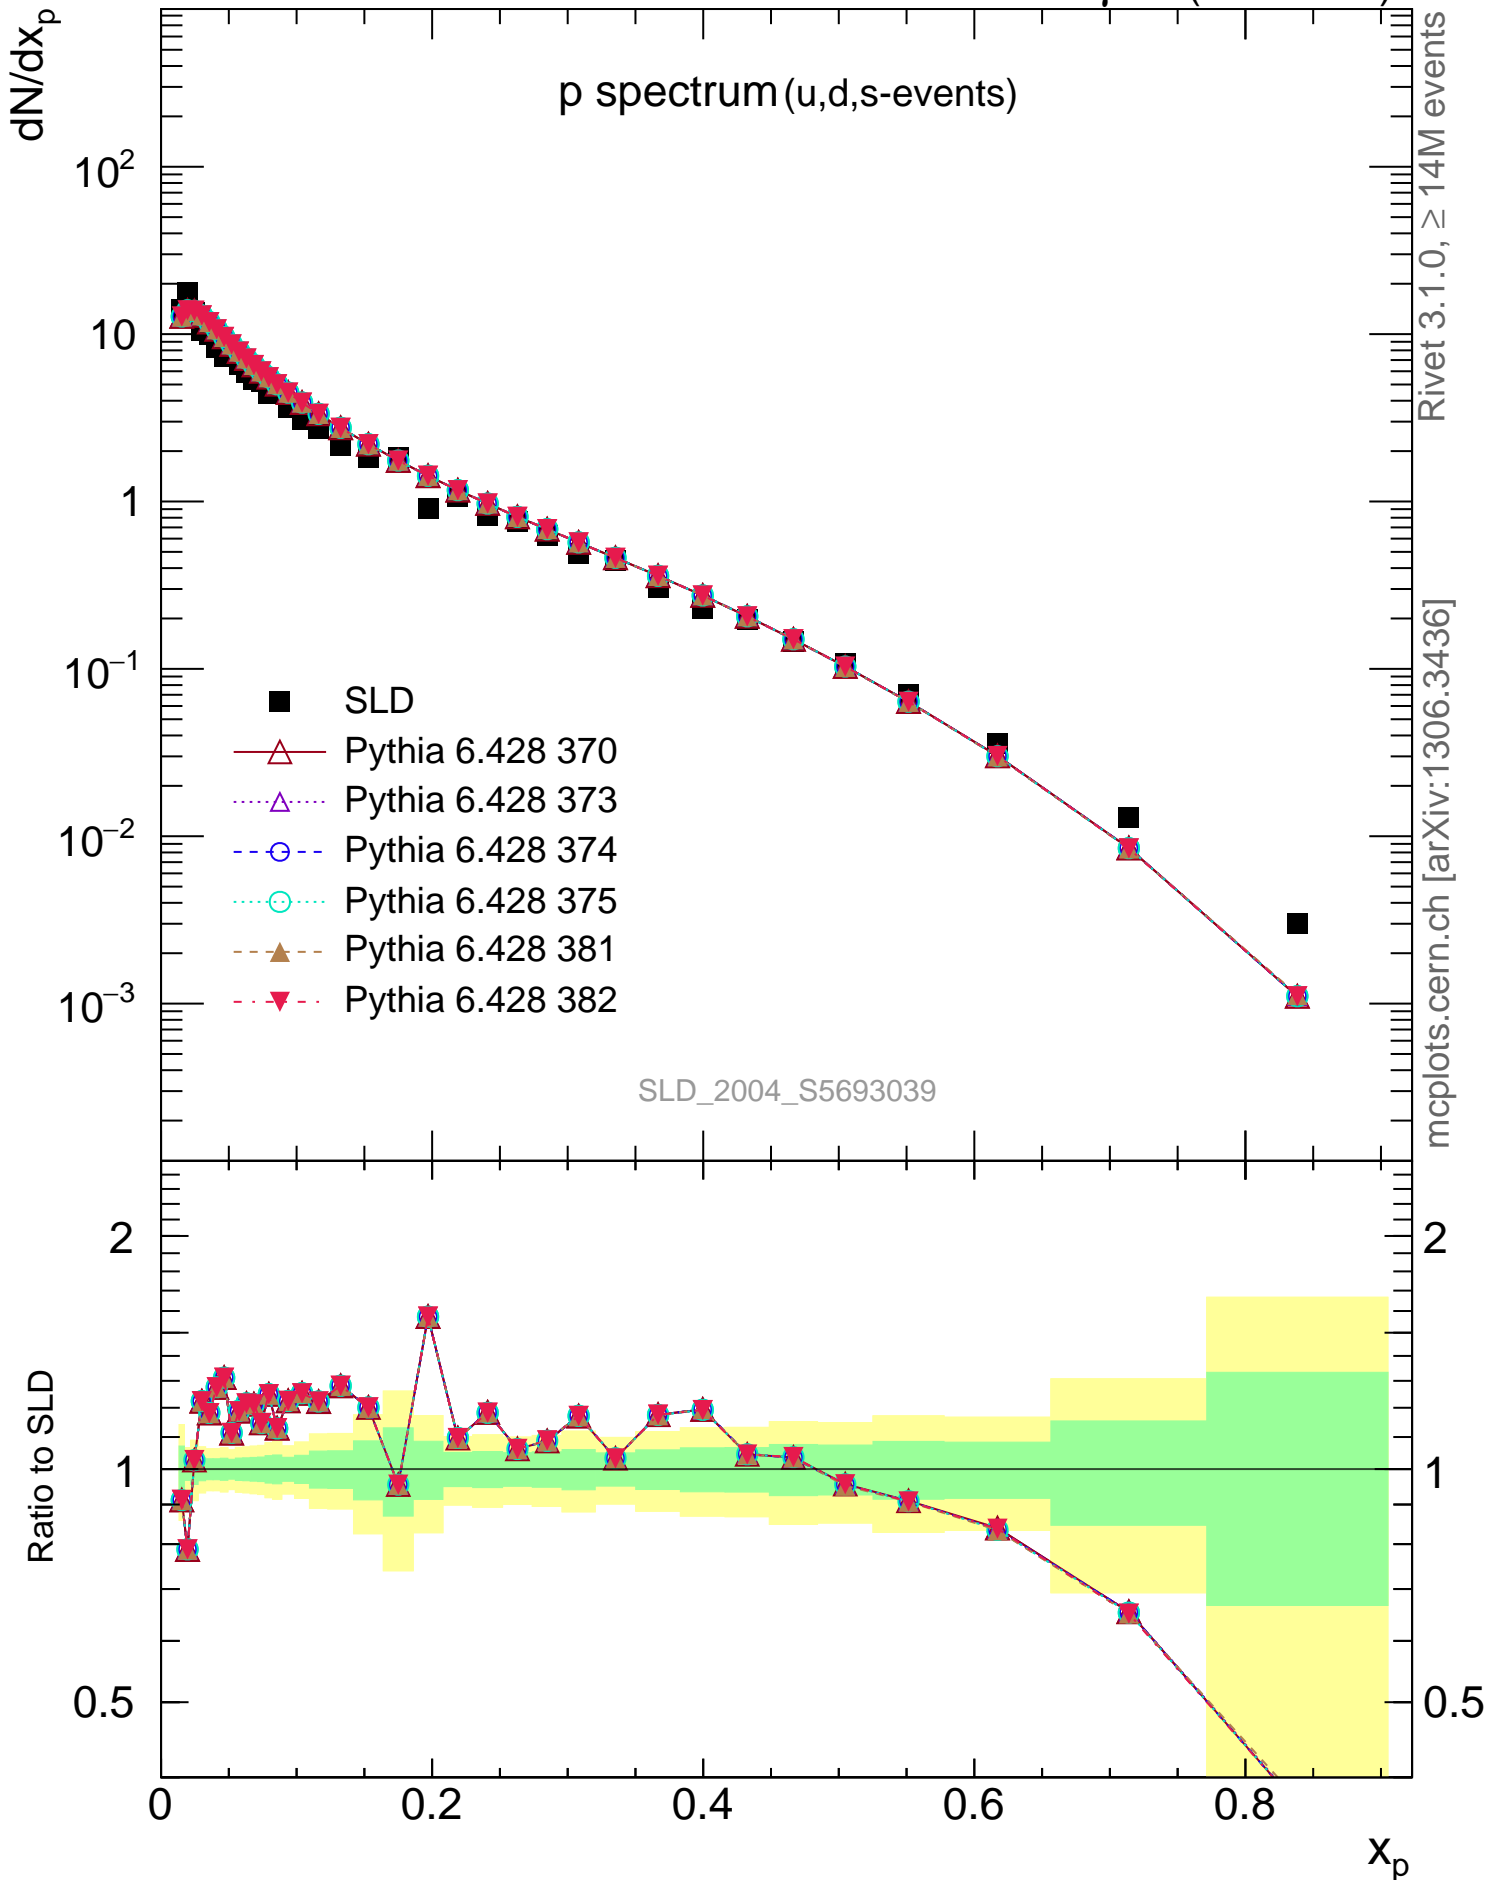 dN/dx_p
p spectrum (u,d,s-events)
10²
10
1
10⁻¹
10⁻²
10⁻³
SLD
Pythia 6.428 370
Pythia 6.428 373
Pythia 6.428 374
Pythia 6.428 375
Pythia 6.428 381
Pythia 6.428 382
SLD_2004_S5693039
Rivet 3.1.0, ≥ 14M events
mcplots.cern.ch [arXiv:1306.3436]
Ratio to SLD
2
1
0.5
2
1
0.5
0 0.2 0.4 0.6 0.8
x_p